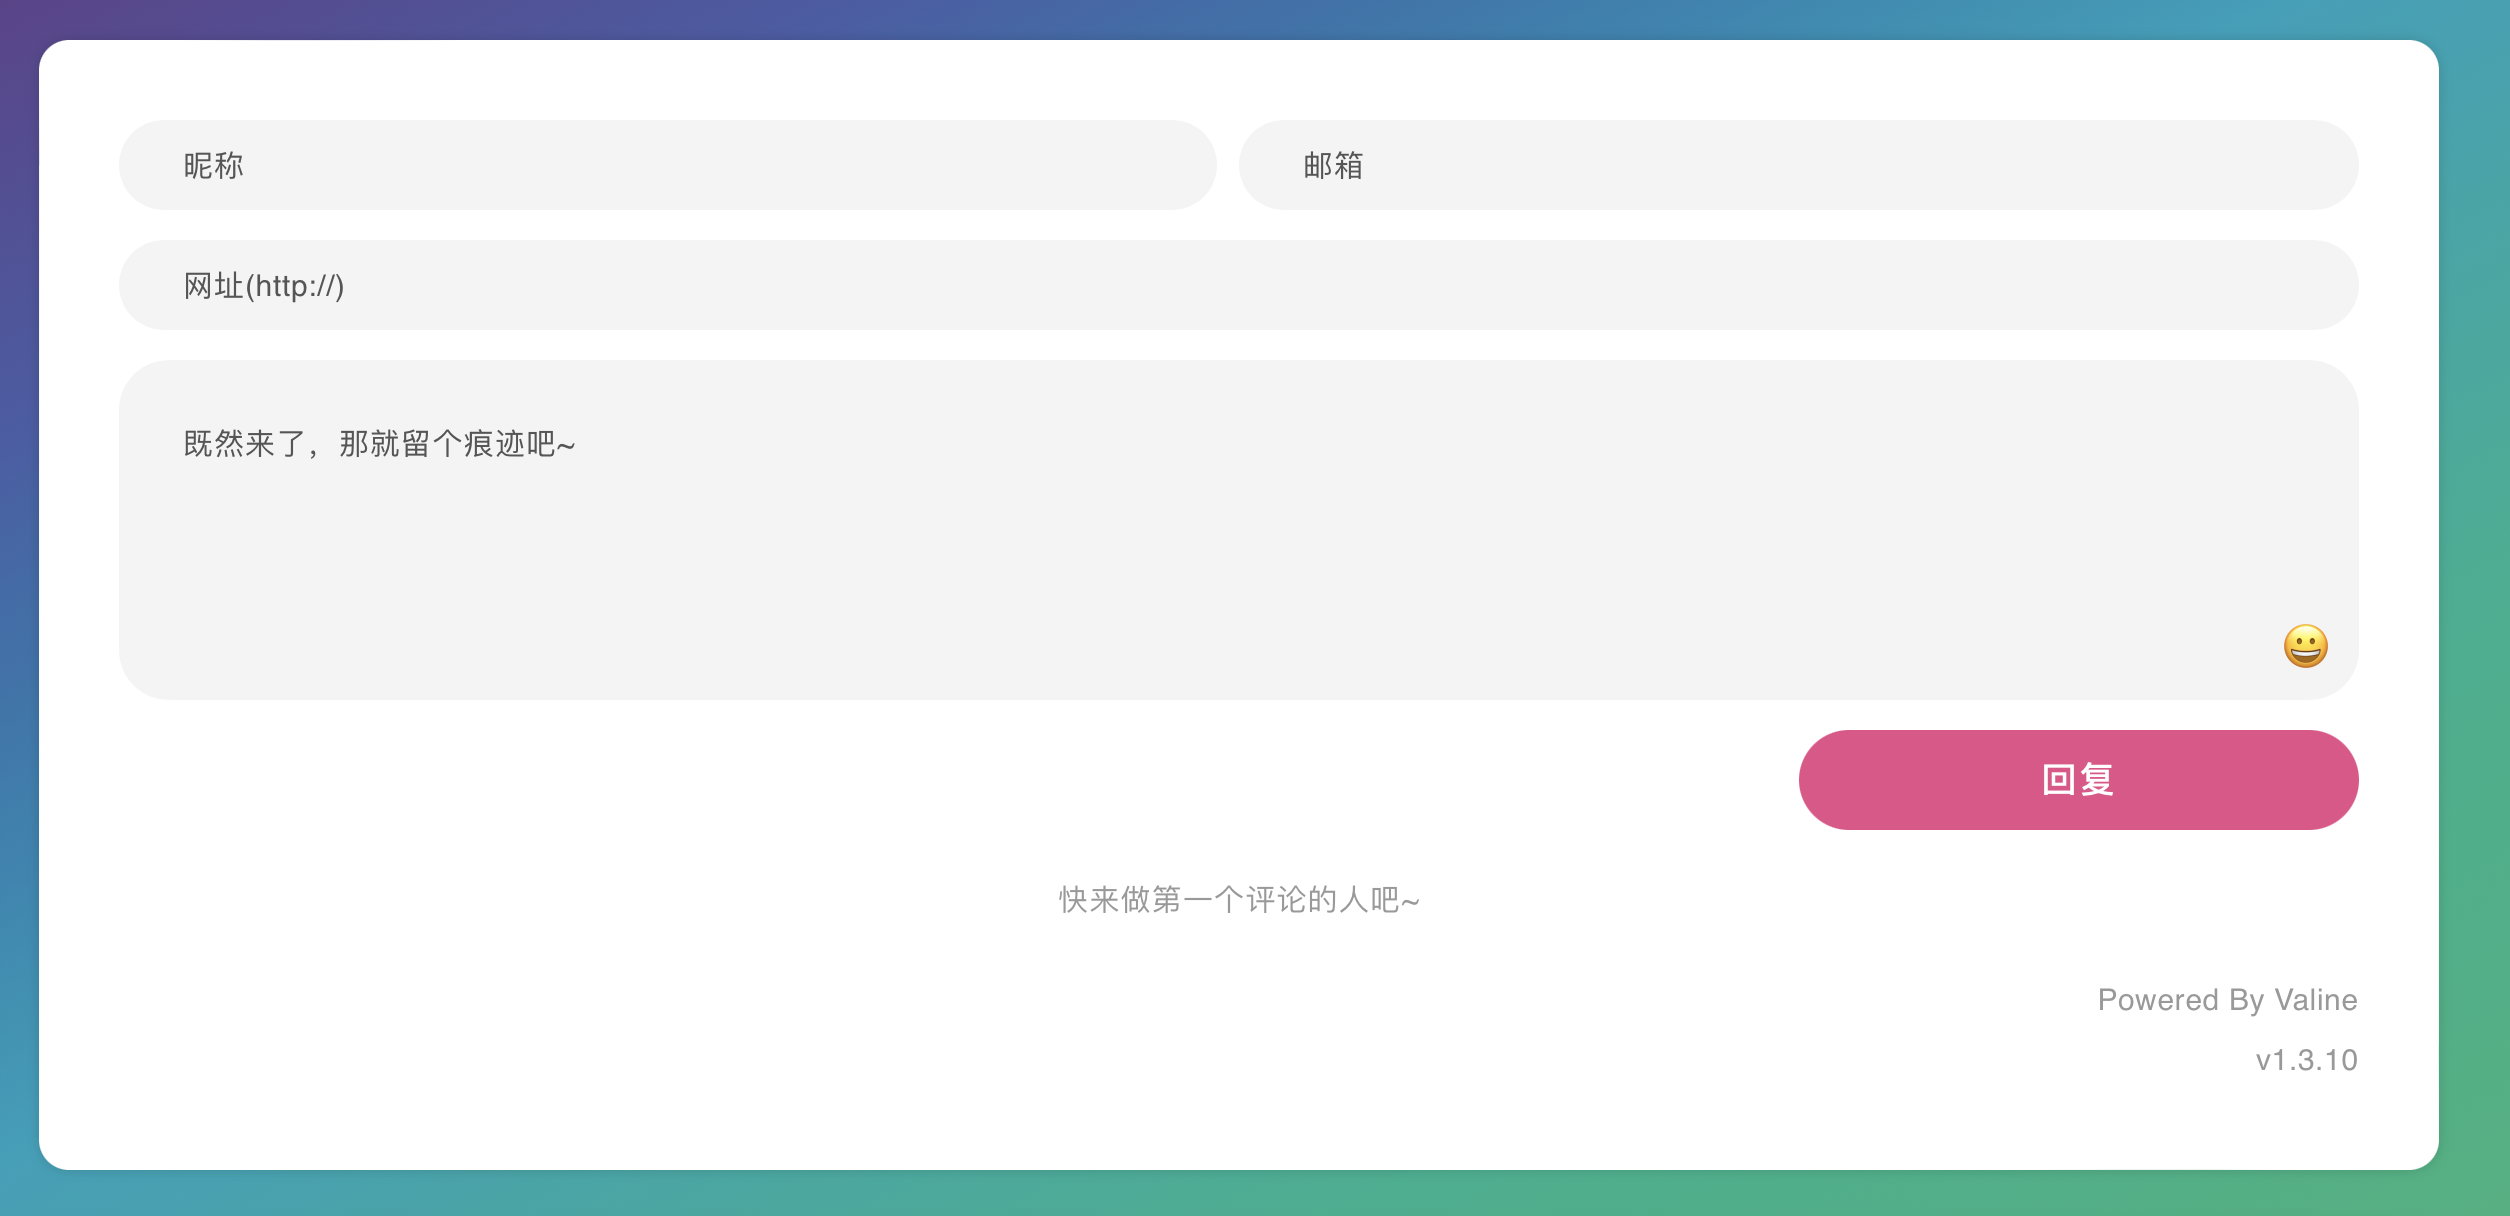 昵称
邮箱
网址(http://)
既然来了，那就留个痕迹吧~
回复
快来做第一个评论的人吧~
Powered By Valine
v1.3.10